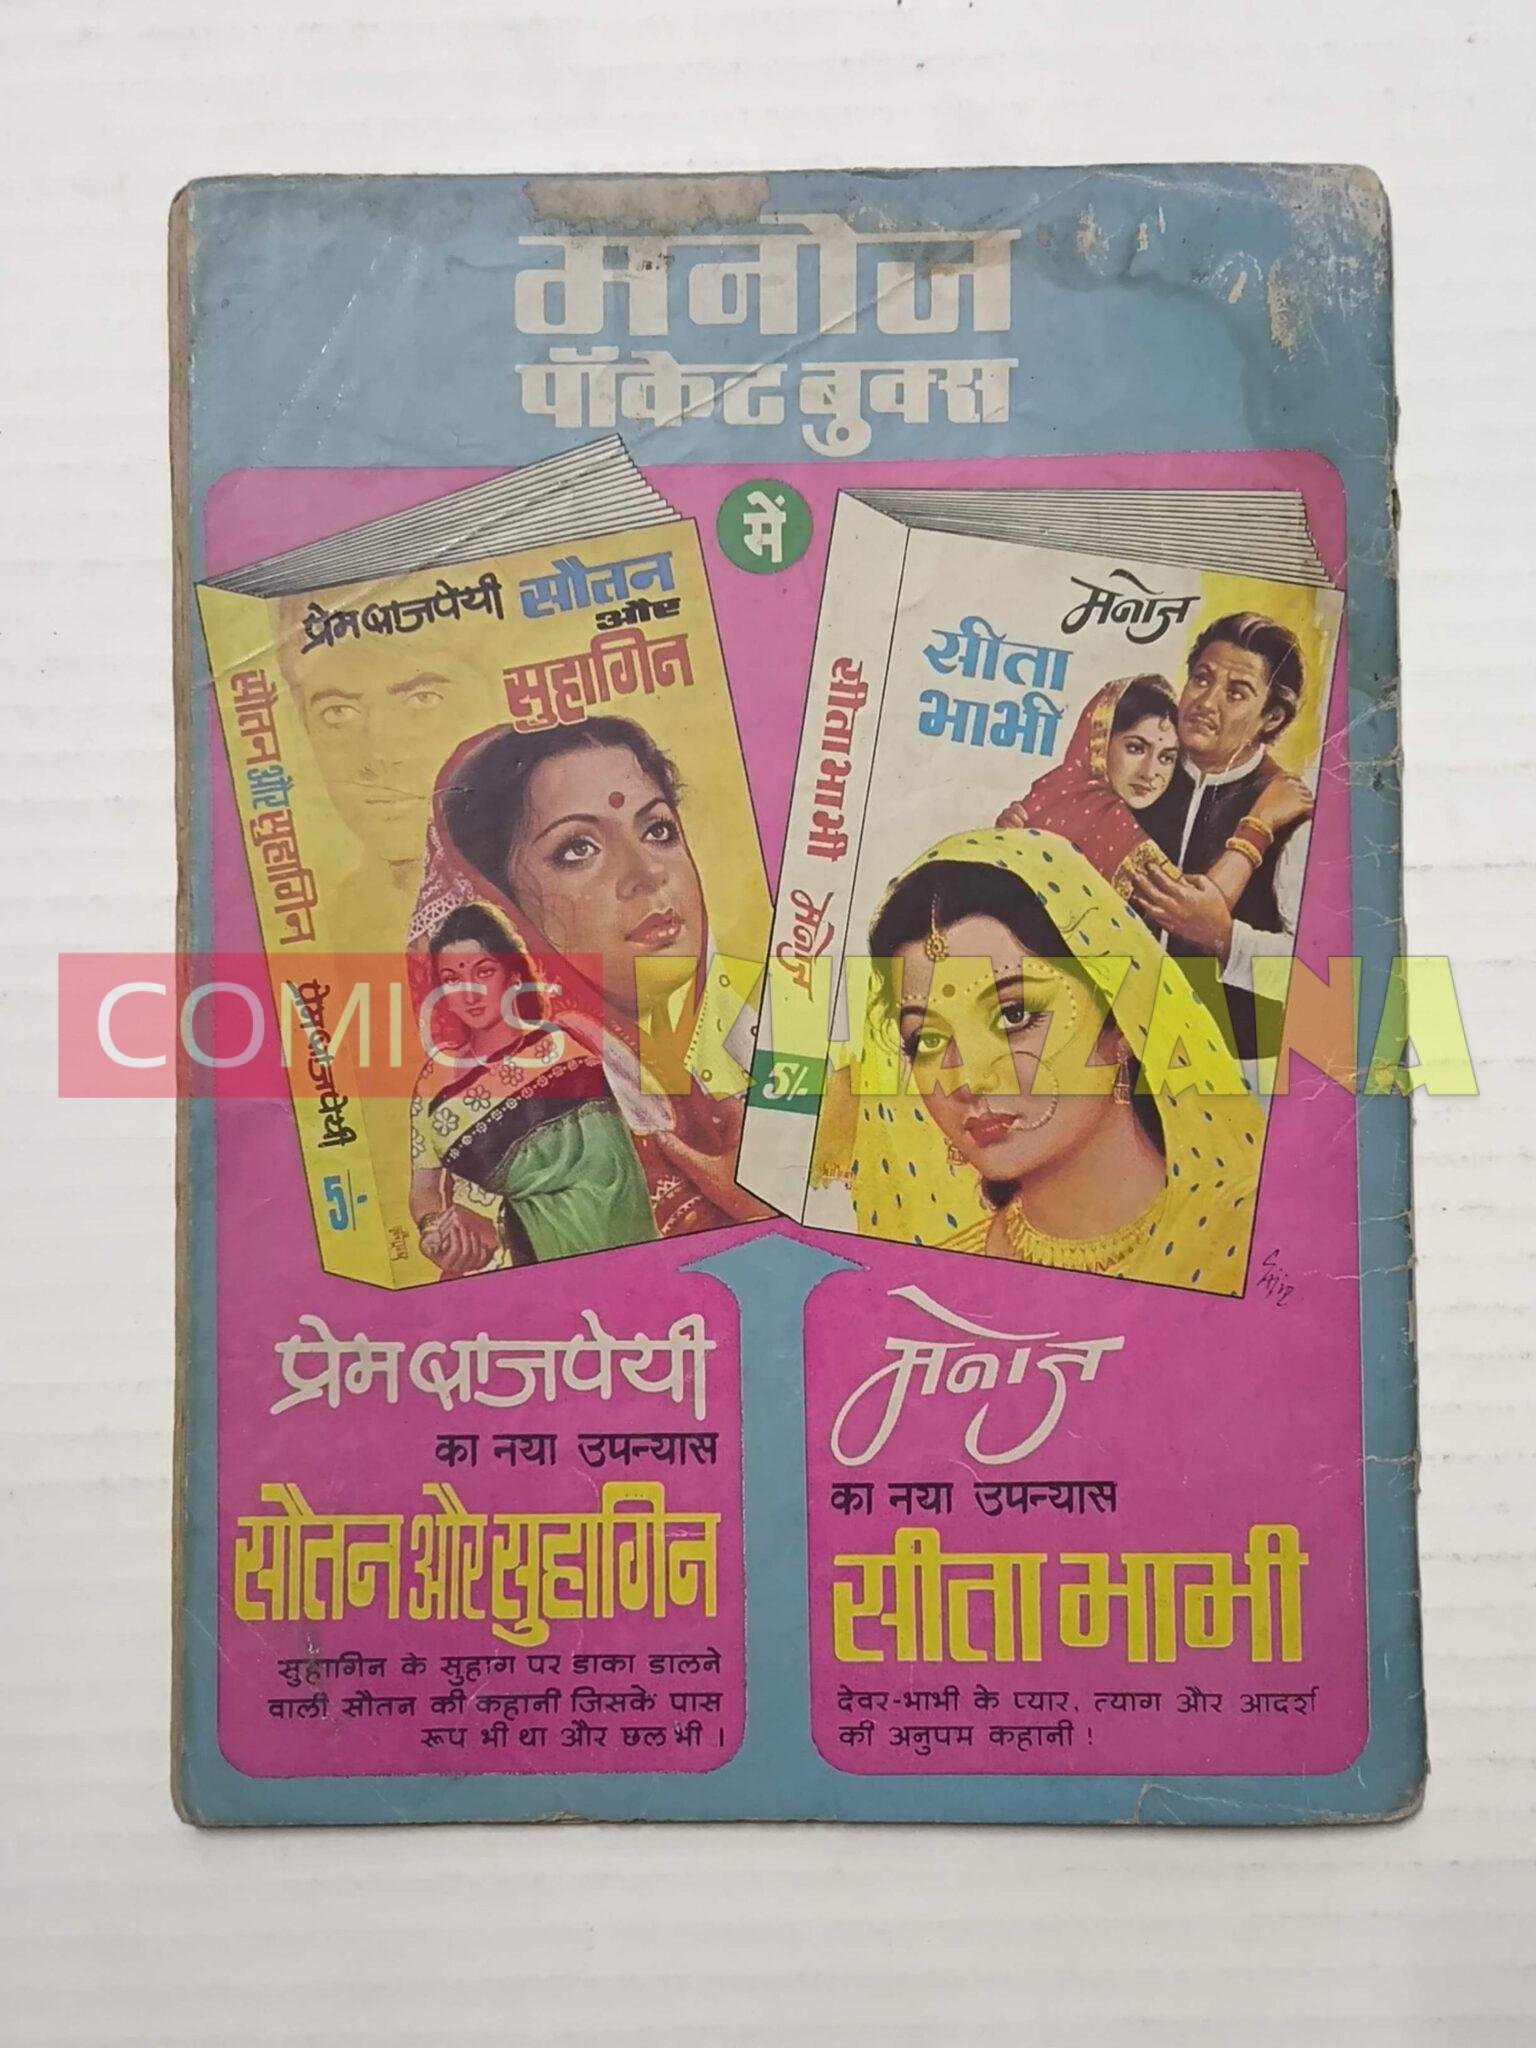 मनोज
पॉकेट बुक्स
में
प्रेम बाजपेयी सौतन
और
सुहागिन
सौतन और सुहागिन प्रेम बाजपेयी 5/-
मनोज
सीता
भाभी
सीता भाभी मनोज 5/-
COMICS KHAZANA
प्रेम बाजपेयी
का नया उपन्यास
सौतन और सुहागिन
सुहागिन के सुहाग पर डाका डालने
वाली सौतन की कहानी जिसके पास
रूप भी था और छल भी ।
मनोज
का नया उपन्यास
सीता भाभी
देवर-भाभी के प्यार, त्याग और आदर्श
की अनुपम कहानी !